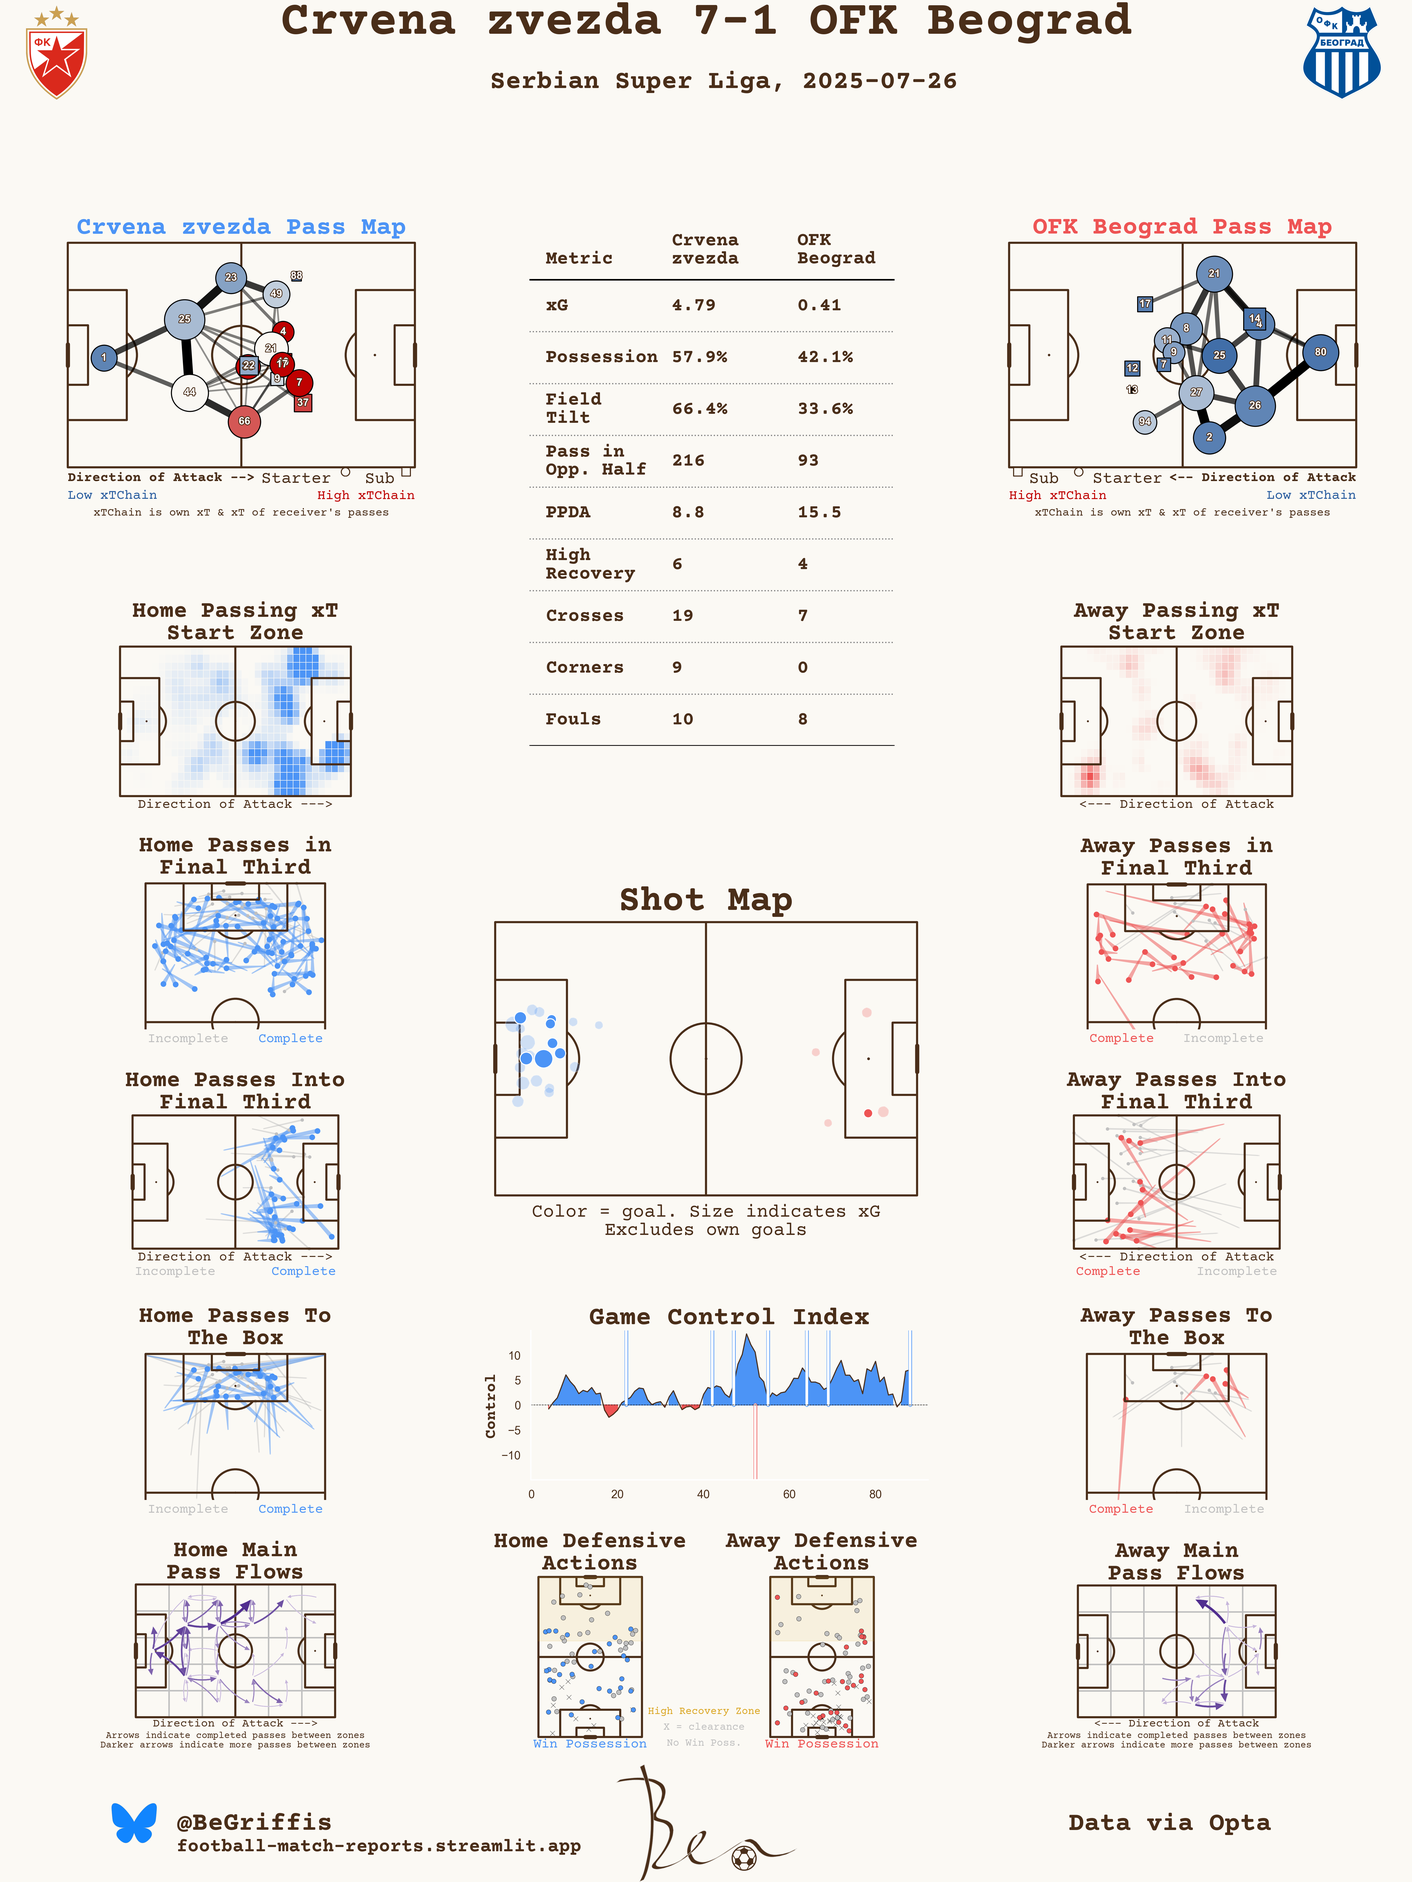 Crvena zvezda 7-1 OFK Beograd
Serbian Super Liga, 2025-07-26
ФК
ОФК
БЕОГРАД
Crvena zvezda Pass Map
23
88
49
25
4
21
1
22
17
9
7
44
37
66
Direction of Attack --> Starter Sub
Low xTChain High xTChain
xTChain is own xT & xT of receiver's passes
Metric Crvena zvezda OFK Beograd
xG 4.79 0.41
Possession 57.9% 42.1%
Field Tilt 66.4% 33.6%
Pass in Opp. Half 216 93
PPDA 8.8 15.5
High Recovery 6 4
Crosses 19 7
Corners 9 0
Fouls 10 8
OFK Beograd Pass Map
21
17
14
4
8
11
9
25
80
12
7
13
27
26
94
2
Sub Starter <-- Direction of Attack
High xTChain Low xTChain
xTChain is own xT & xT of receiver's passes
Home Passing xT
Start Zone
Direction of Attack --->
Away Passing xT
Start Zone
<--- Direction of Attack
Home Passes in
Final Third
Incomplete Complete
Away Passes in
Final Third
Complete Incomplete
Shot Map
Color = goal. Size indicates xG
Excludes own goals
Home Passes Into
Final Third
Direction of Attack --->
Incomplete Complete
Away Passes Into
Final Third
<--- Direction of Attack
Complete Incomplete
Home Passes To
The Box
Incomplete Complete
Game Control Index
Control
10
5
0
−5
−10
0 20 40 60 80
Away Passes To
The Box
Complete Incomplete
Home Main
Pass Flows
Direction of Attack --->
Arrows indicate completed passes between zones
Darker arrows indicate more passes between zones
Home Defensive
Actions
Win Possession
Away Defensive
Actions
Win Possession
High Recovery Zone
X = clearance
No Win Poss.
Away Main
Pass Flows
<--- Direction of Attack
Arrows indicate completed passes between zones
Darker arrows indicate more passes between zones
@BeGriffis
football-match-reports.streamlit.app
Ben
Data via Opta